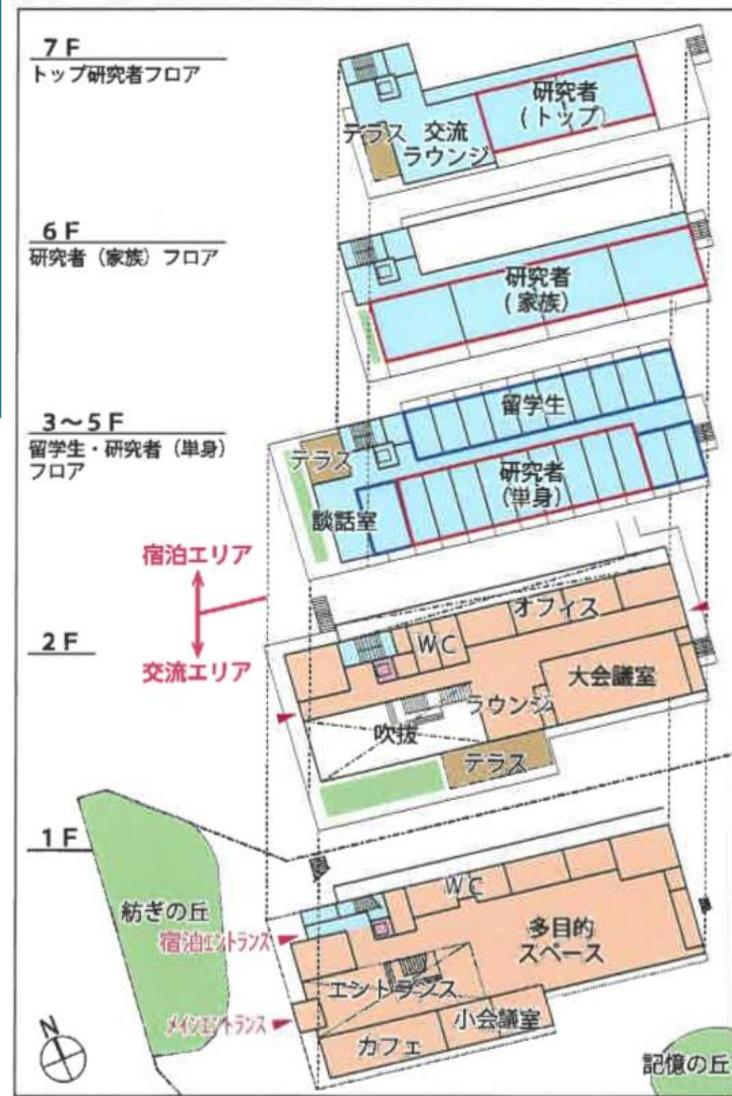 7F
トップ研究者フロア
テラス
交流
ラウンジ
研究者
(トップ)
6F
研究者（家族）フロア
研究者
(家族)
3～5F
留学生・研究者（単身）
フロア
テラス
談話室
留学生
研究者
(単身)
宿泊エリア
交流エリア
2F
WC
オフィス
大会議室
ラウンジ
吹抜
テラス
1F
紡ぎの丘
宿泊エントランス
メインエントランス
WC
多目的
スペース
エントランス
小会議室
カフェ
N
記憶の丘